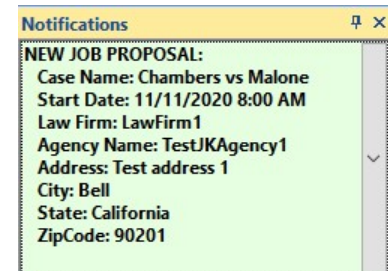 Notifications
NEW JOB PROPOSAL:
Case Name: Chambers vs Malone
Start Date: 11/11/2020 8:00 AM
Law Firm: LawFirm1
Agency Name: TestJKAgency1
Address: Test address 1
City: Bell
State: California
ZipCode: 90201